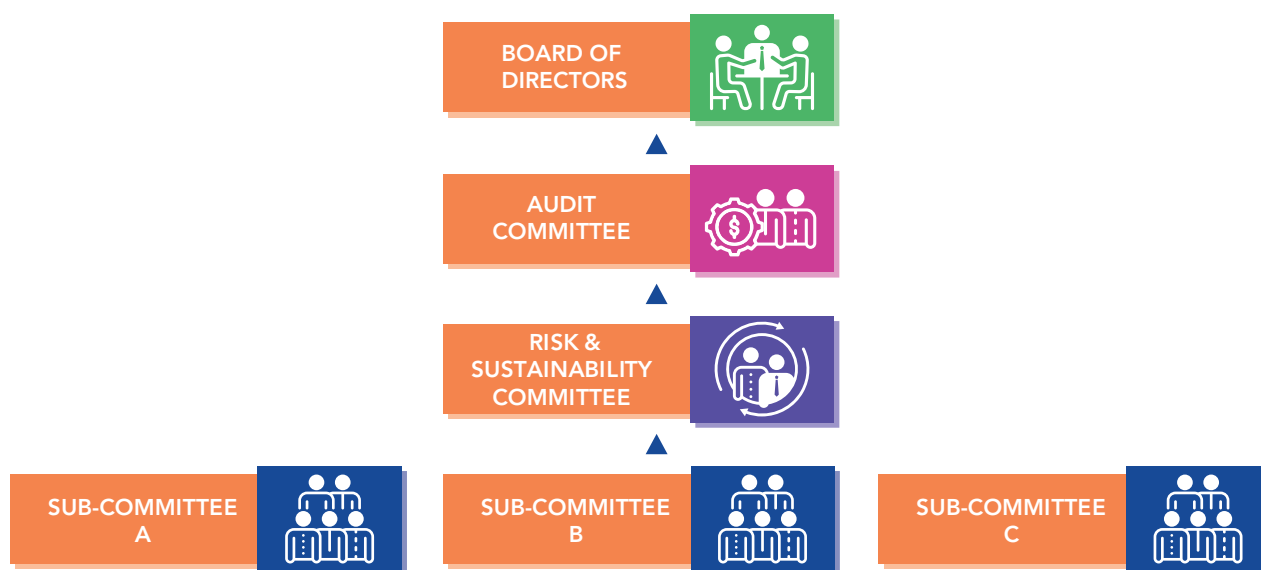 BOARD OF
DIRECTORS
AUDIT
COMMITTEE
$
RISK &
SUSTAINABILITY
COMMITTEE
SUB-COMMITTEE
A
SUB-COMMITTEE
B
SUB-COMMITTEE
C